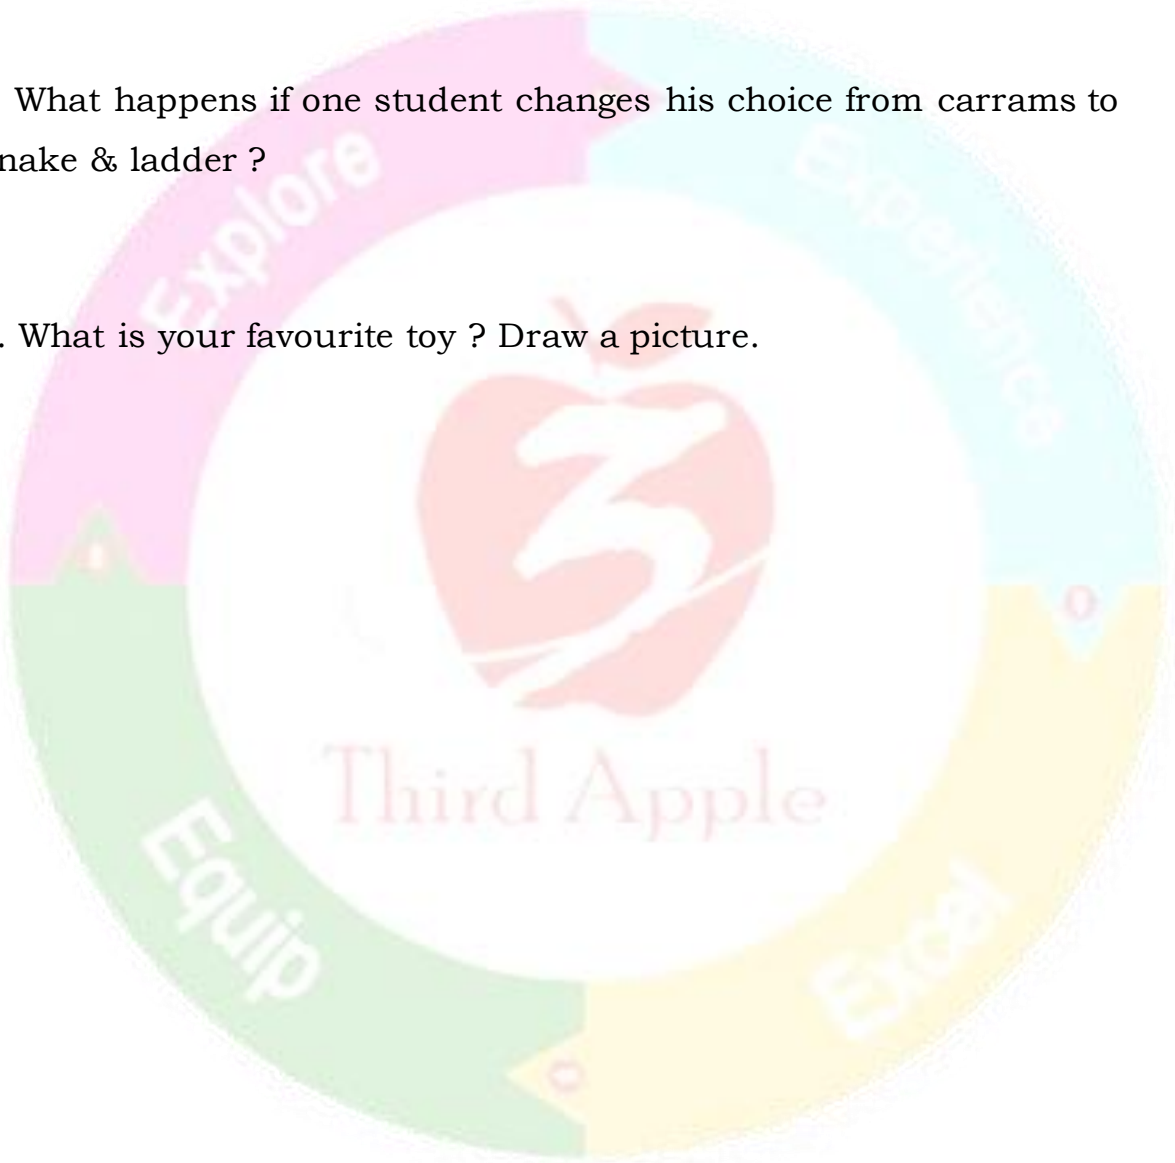 What happens if one student changes his choice from carrams to
nake & ladder ?
. What is your favourite toy ? Draw a picture.
Explore
Experience
3
Third Apple
Equip
Excel